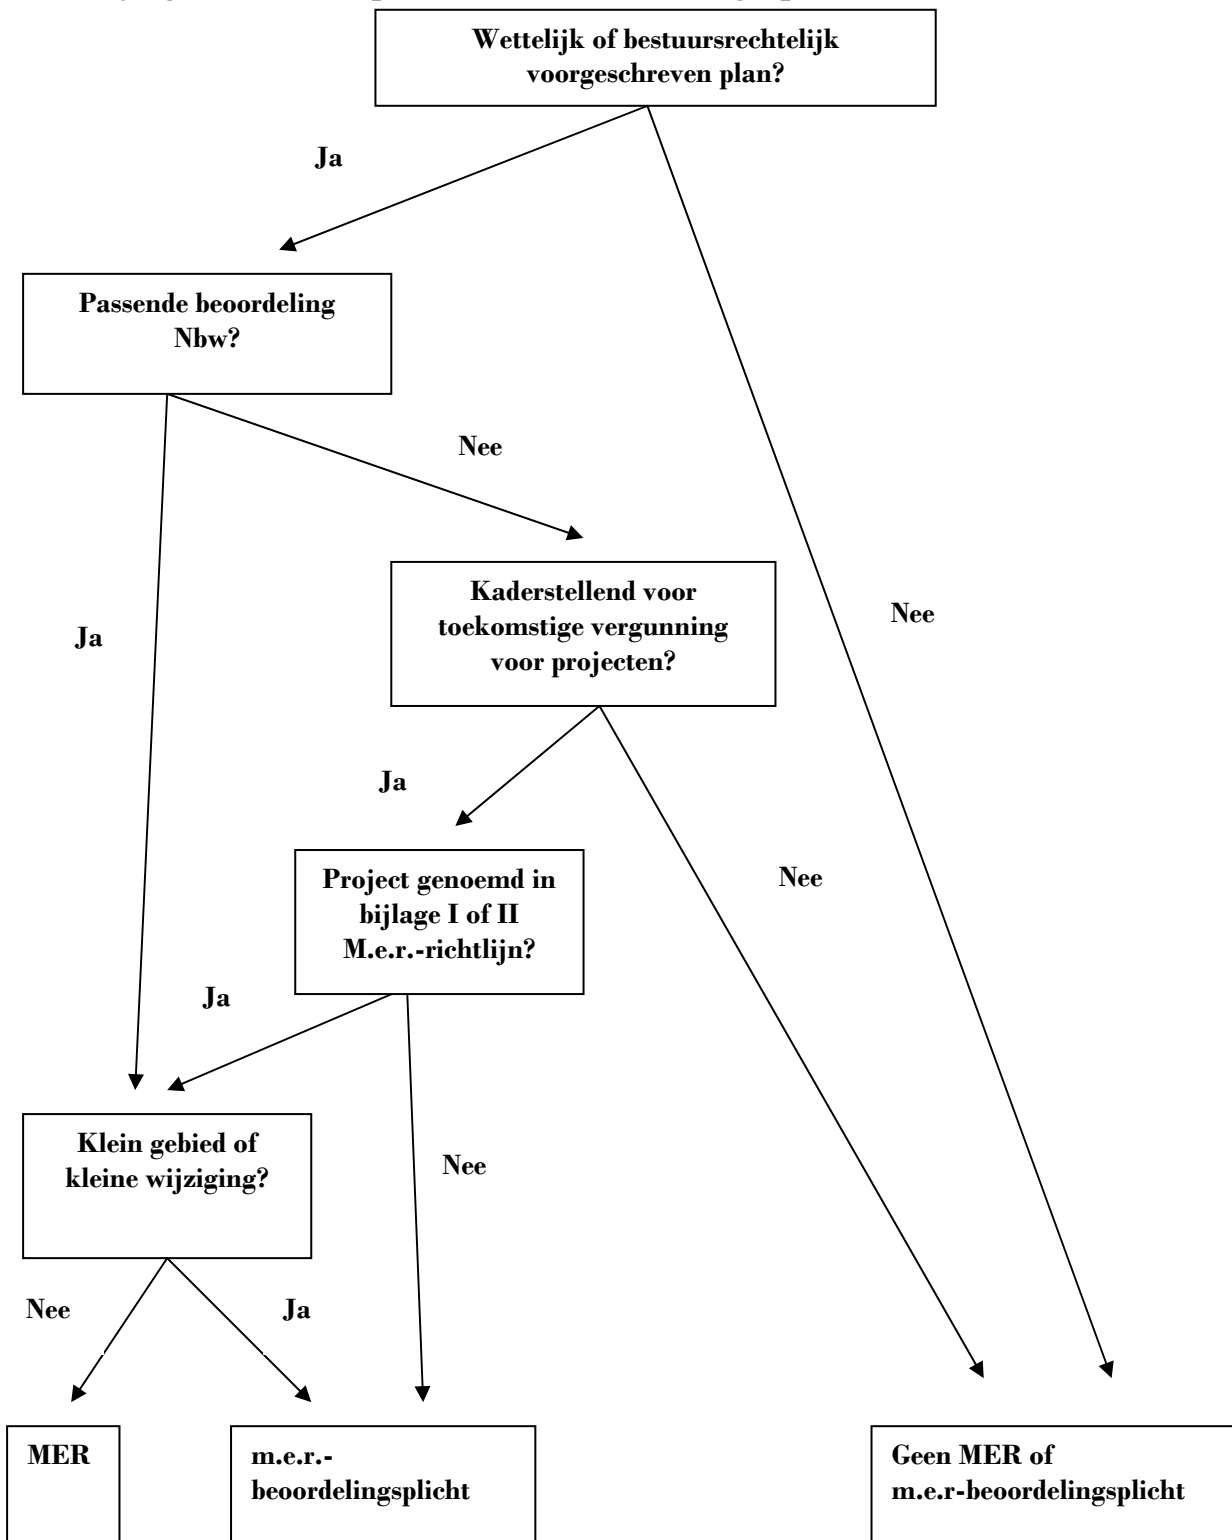 Wettelijk of bestuursrechtelijk
voorgeschreven plan?
Ja
Passende beoordeling
Nbw?
Nee
Kaderstellend voor
toekomstige vergunning
voor projecten?
Nee
Ja
Ja
Project genoemd in
bijlage I of II
M.e.r.-richtlijn?
Nee
Ja
Klein gebied of
kleine wijziging?
Nee
Nee
Ja
MER
m.e.r.-
beoordelingsplicht
Geen MER of
m.e.r-beoordelingsplicht